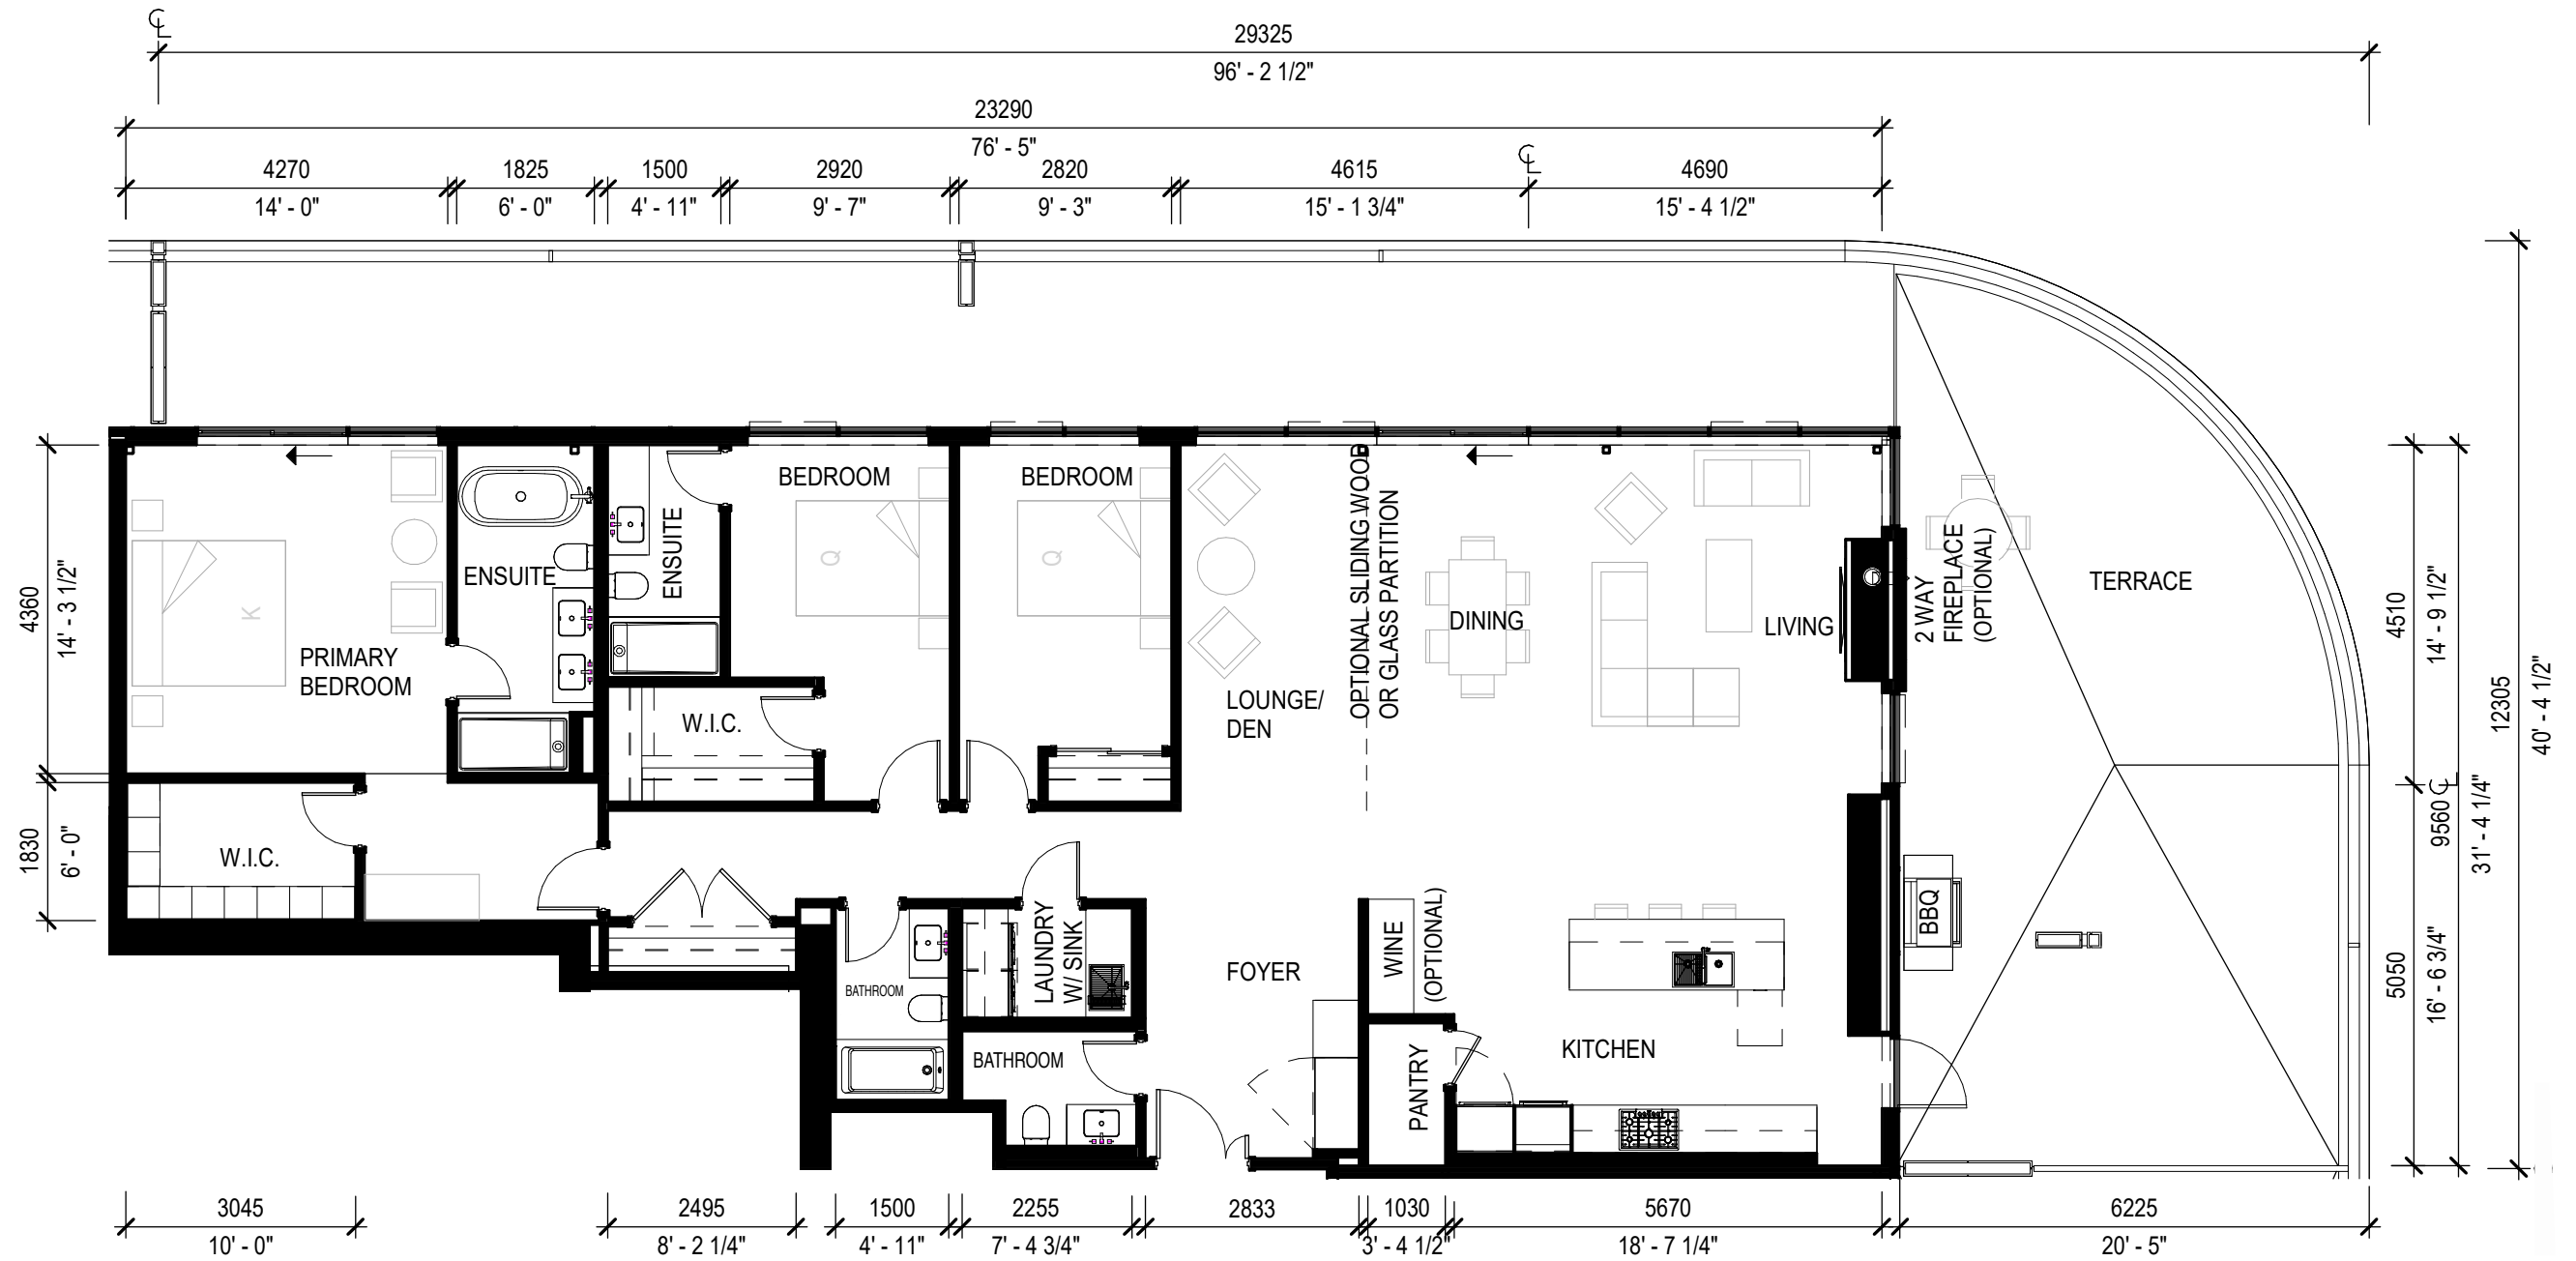 ℄
29325
96' - 2 1/2"
23290
76' - 5"
4270
1825
1500
2920
2820
4615
℄
4690
14' - 0"
6' - 0"
4' - 11"
9' - 7"
9' - 3"
15' - 1 3/4"
15' - 4 1/2"
4360
14' - 3 1/2"
1830
6' - 0"
PRIMARY
BEDROOM
K
ENSUITE
ENSUITE
BEDROOM
Q
BEDROOM
Q
W.I.C.
W.I.C.
LOUNGE/
DEN
OPTIONAL SLIDING WOOD
OR GLASS PARTITION
DINING
LIVING
2 WAY
FIREPLACE
(OPTIONAL)
TERRACE
BATHROOM
LAUNDRY
W/ SINK
BATHROOM
FOYER
WINE
(OPTIONAL)
PANTRY
KITCHEN
BBQ
4510
14' - 9 1/2"
℄
5050
16' - 6 3/4"
9560
31' - 4 1/4"
12305
40' - 4 1/2"
3045
2495
1500
2255
2833
1030
5670
6225
10' - 0"
8' - 2 1/4"
4' - 11"
7' - 4 3/4"
3' - 4 1/2"
18' - 7 1/4"
20' - 5"